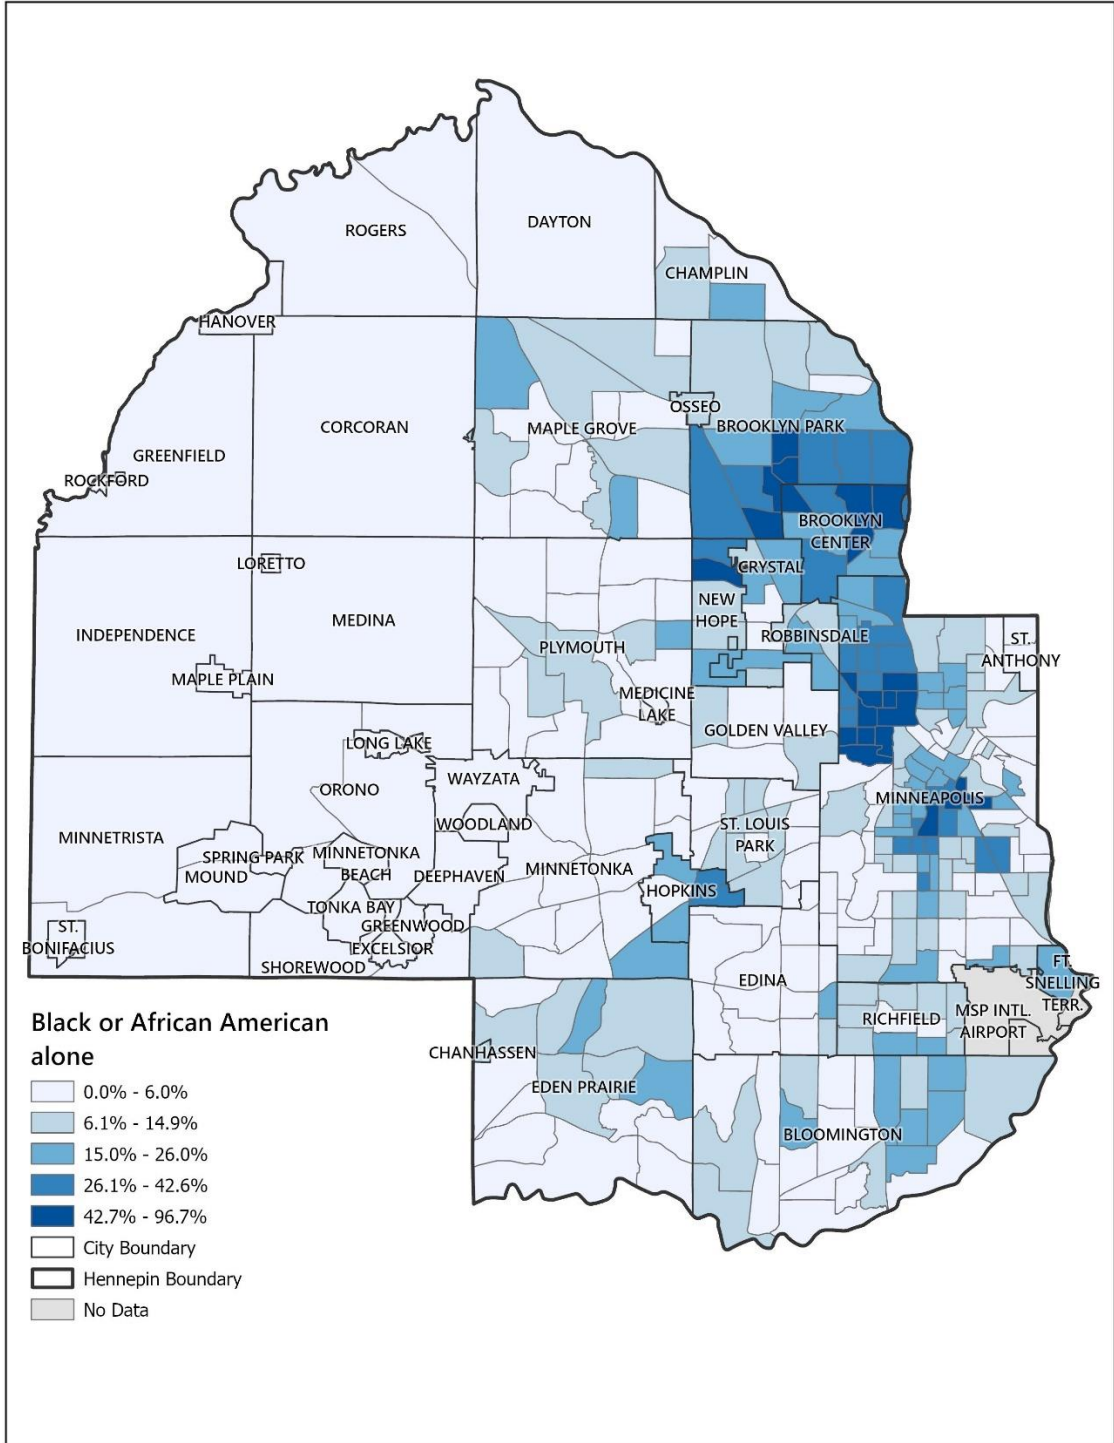 DAYTON
ROGERS
CHAMPLIN
HANOVER
OSSEO
BROOKLYN PARK
MAPLE GROVE
CORCORAN
GREENFIELD
ROCKFORD
BROOKLYN
CENTER
LORETTO
CRYSTAL
NEW
HOPE
MEDINA
INDEPENDENCE
ROBBINSDALE
PLYMOUTH
ST.
ANTHONY
MAPLE PLAIN
MEDICINE
LAKE
GOLDEN VALLEY
LONG LAKE
WAYZATA
ORONO
MINNEAPOLIS
WOODLAND
ST. LOUIS
PARK
MINNETRISTA
SPRING PARK
MOUND
MINNETONKA
BEACH
DEEPHAVEN
MINNETONKA
HOPKINS
TONKA BAY
GREENWOOD
EXCELSIOR
ST.
BONIFACIUS
SHOREWOOD
EDINA
FT.
SNELLING
TERR.
MSP INTL.
AIRPORT
RICHFIELD
CHANHASSEN
EDEN PRAIRIE
BLOOMINGTON
Black or African American
alone
0.0% - 6.0%
6.1% - 14.9%
15.0% - 26.0%
26.1% - 42.6%
42.7% - 96.7%
City Boundary
Hennepin Boundary
No Data